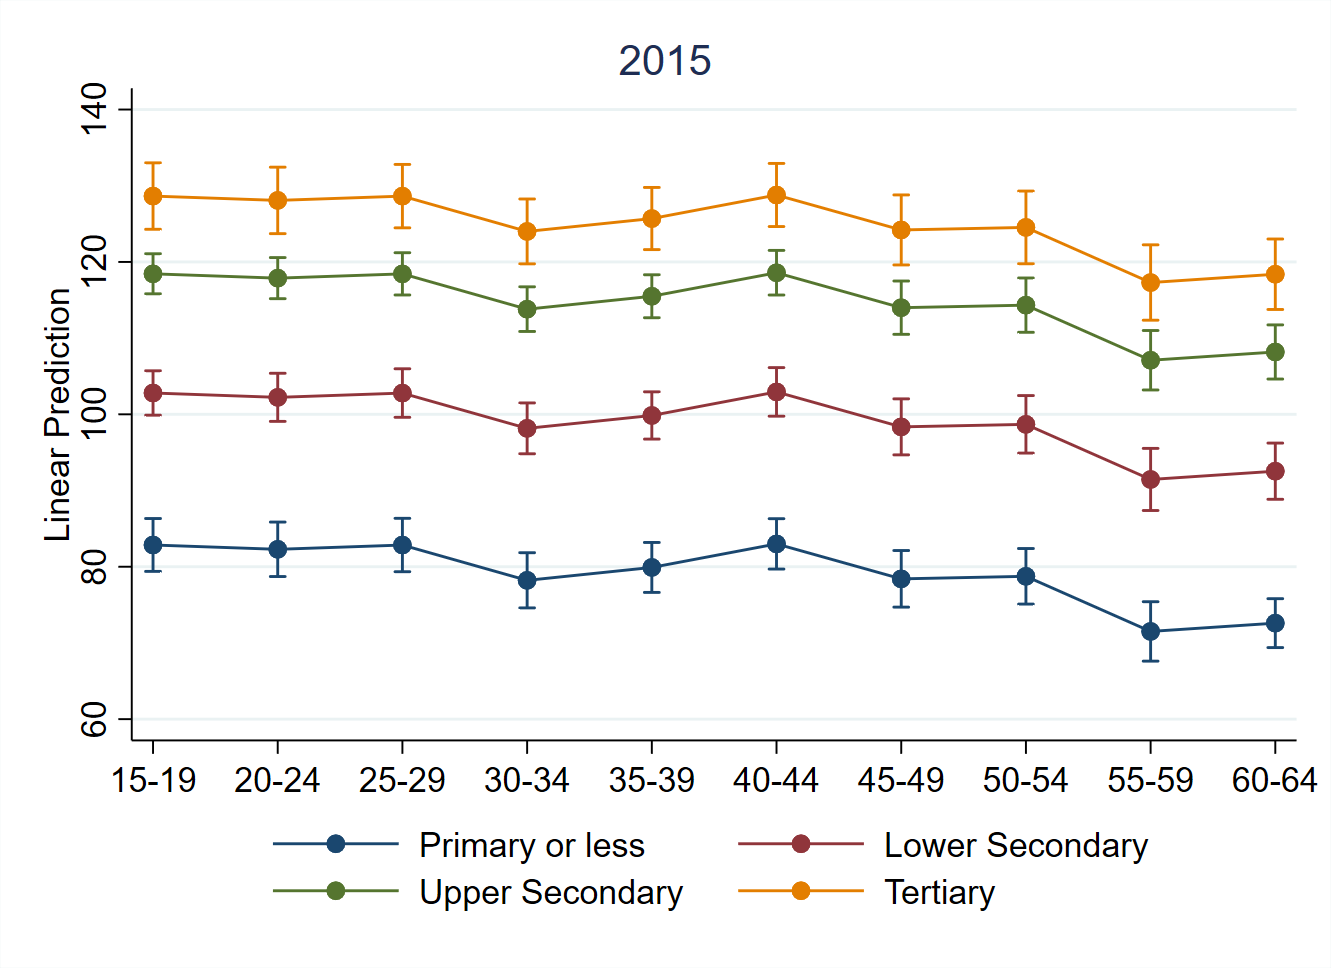 2015
Linear Prediction
140
120
100
80
60
15-19 20-24 25-29 30-34 35-39 40-44 45-49 50-54 55-59 60-64
Primary or less Lower Secondary
Upper Secondary Tertiary